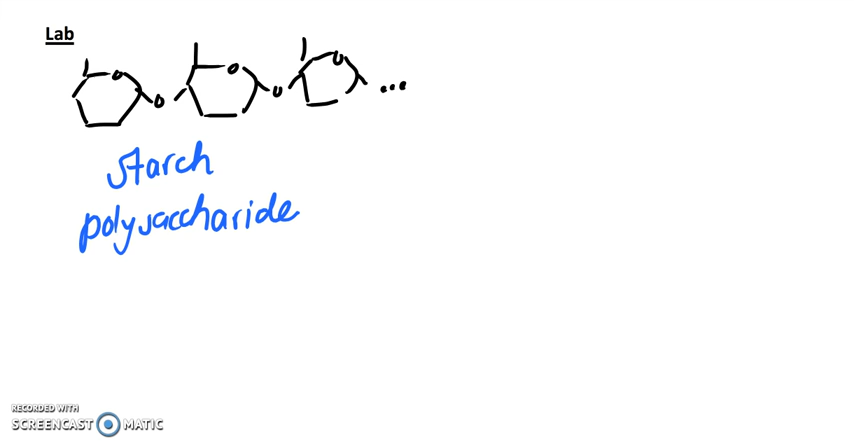 Lab
O O O
O O ...
starch
polysaccharide
RECORDED WITH
SCREENCAST MATIC